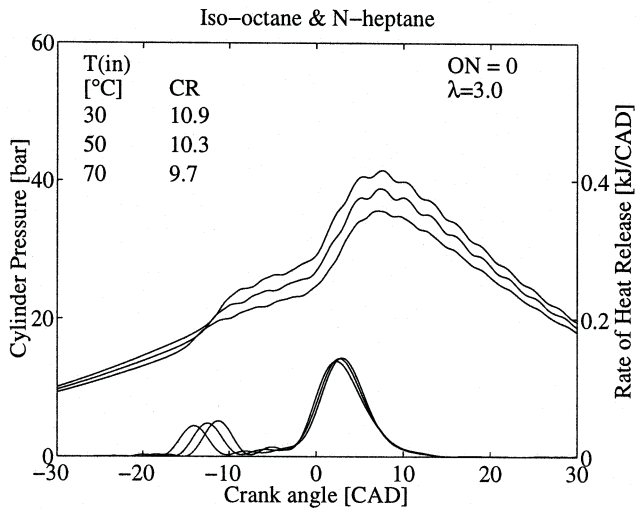 Iso-octane & N-heptane
60
T(in)
[°C] CR
30 10.9
50 10.3
70 9.7
ON = 0
λ=3.0
40
20
0
0.4
0.2
0
Cylinder Pressure [bar]
Rate of Heat Release [kJ/CAD]
-30 -20 -10 0 10 20 30
Crank angle [CAD]